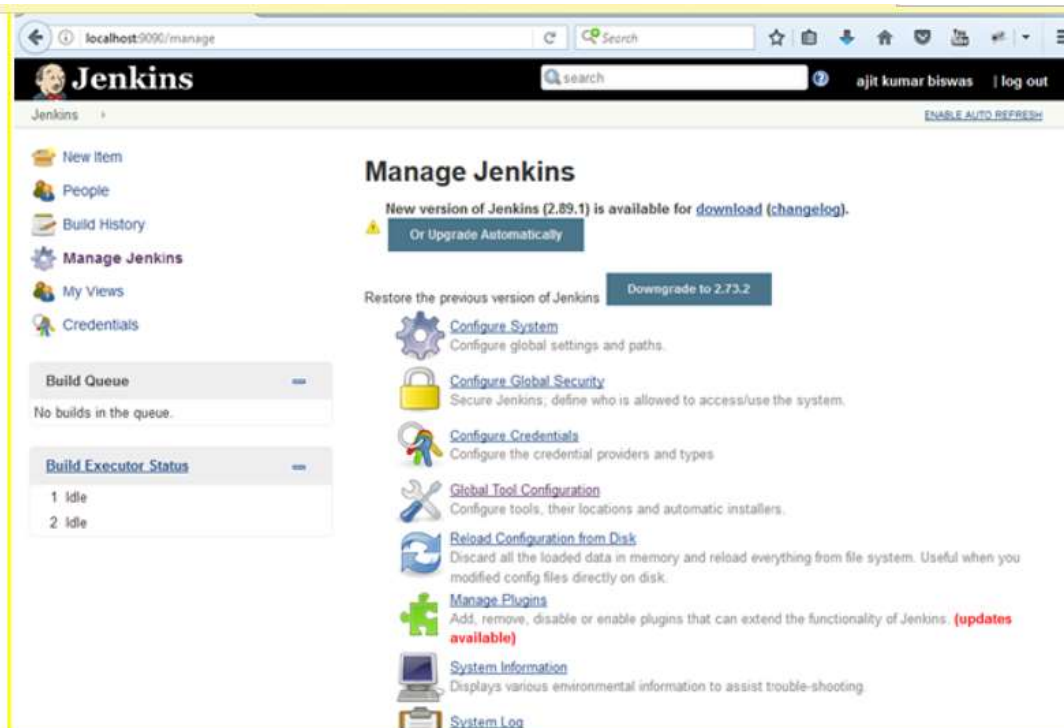 localhost:9090/manage
Search
Jenkins
search
ajit kumar biswas | log out
Jenkins
ENABLE AUTO REFRESH
New Item
People
Build History
Manage Jenkins
My Views
Credentials
Build Queue
No builds in the queue.
Build Executor Status
1 Idle
2 Idle
Manage Jenkins
New version of Jenkins (2.89.1) is available for download (changelog).
Or Upgrade Automatically
Restore the previous version of Jenkins
Downgrade to 2.73.2
Configure System
Configure global settings and paths.
Configure Global Security
Secure Jenkins; define who is allowed to access/use the system.
Configure Credentials
Configure the credential providers and types
Global Tool Configuration
Configure tools, their locations and automatic installers.
Reload Configuration from Disk
Discard all the loaded data in memory and reload everything from file system. Useful when you
modified config files directly on disk.
Manage Plugins
Add, remove, disable or enable plugins that can extend the functionality of Jenkins. (updates
available)
System Information
Displays various environmental information to assist trouble-shooting.
System Log